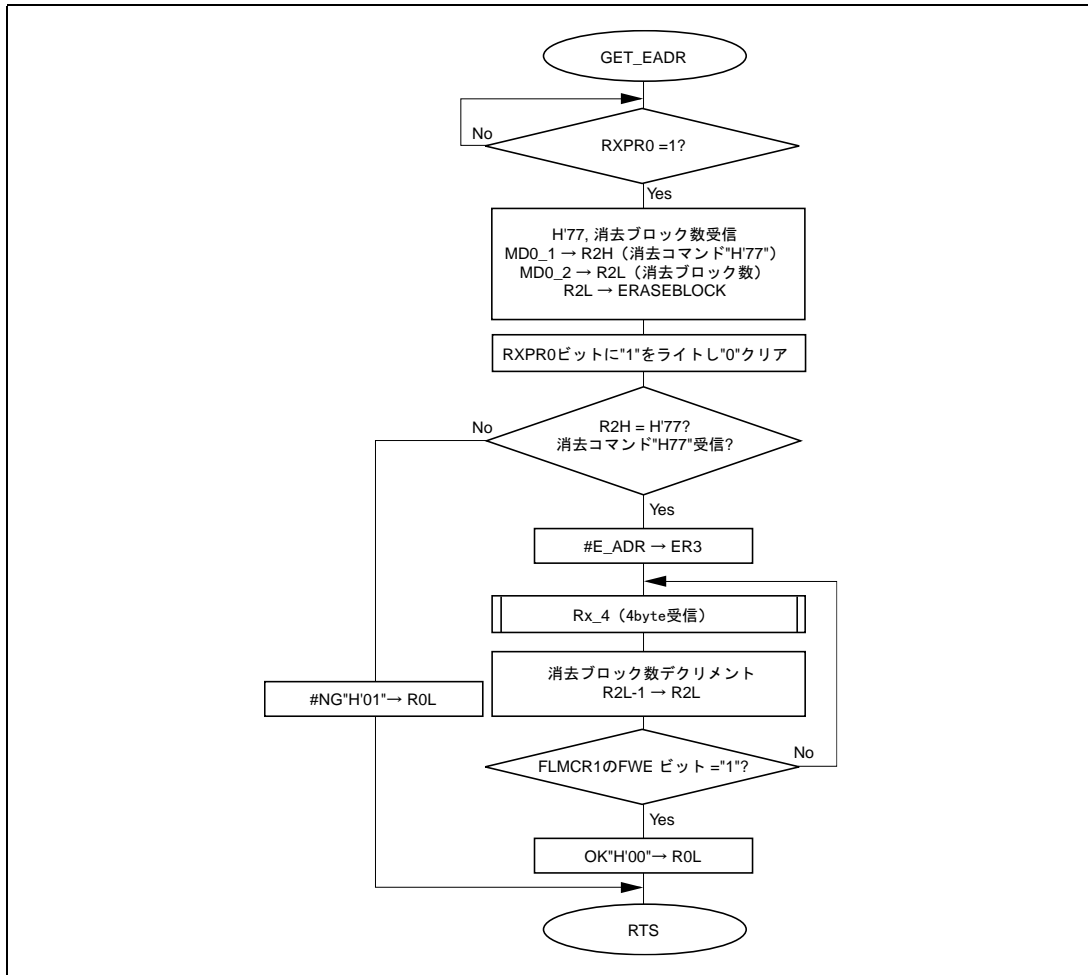 GET_EADR
No
RXPR0 =1?
Yes
H'77, 消去ブロック数受信
MD0_1 → R2H（消去コマンド"H'77"）
MD0_2 → R2L（消去ブロック数）
R2L → ERASEBLOCK
RXPR0ビットに"1"をライトし"0"クリア
No
R2H = H'77?
消去コマンド"H77"受信?
Yes
#E_ADR → ER3
Rx_4（4byte受信）
消去ブロック数デクリメント
R2L-1 → R2L
#NG"H'01"→ R0L
No
FLMCR1のFWE ビット ="1"?
Yes
OK"H'00"→ R0L
RTS